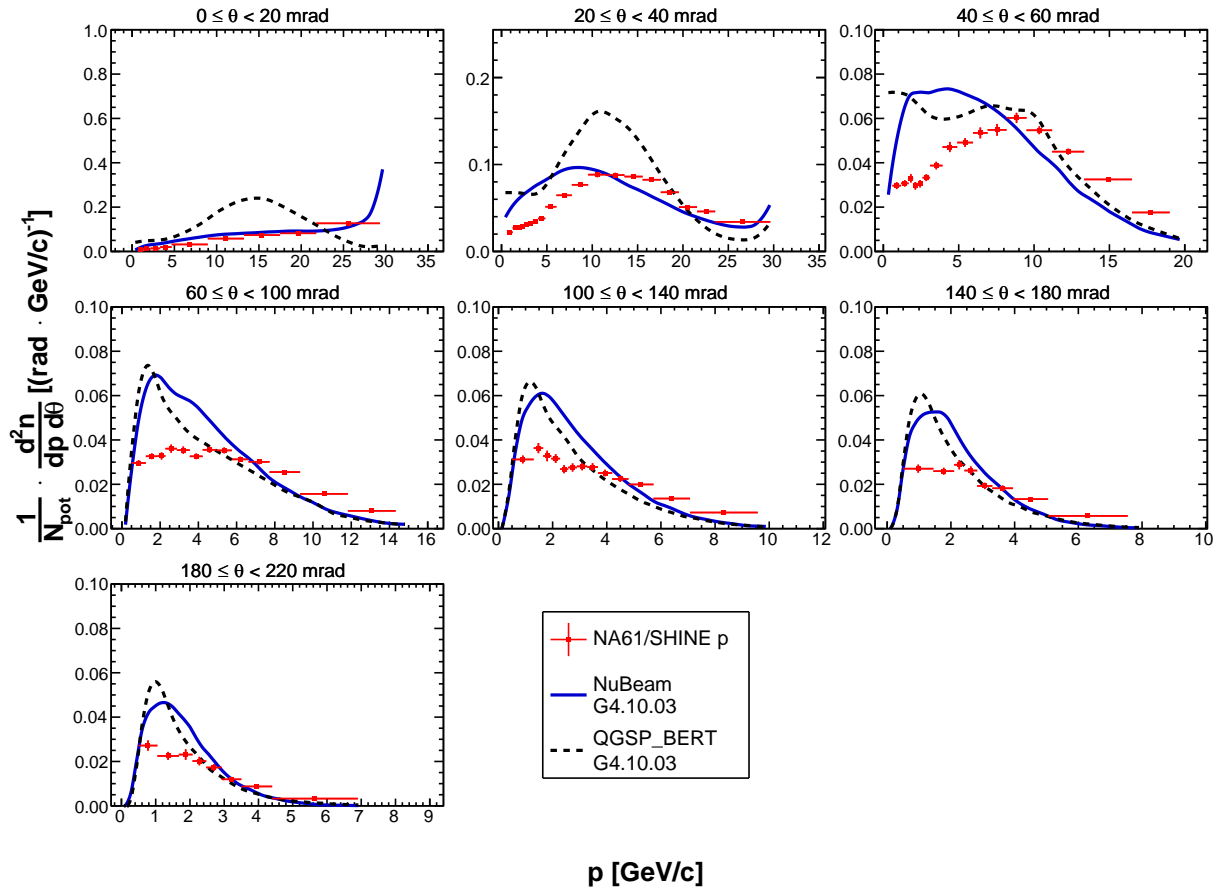 0 ≤ θ < 20 mrad
20 ≤ θ < 40 mrad
40 ≤ θ < 60 mrad
1.0
0.8
0.6
0.4
0.2
0.0
0 5 10 15 20 25 30 35
0.2
0.1
0.0
0 5 10 15 20 25 30 35
0.10
0.08
0.06
0.04
0.02
0.00
0 5 10 15 20
60 ≤ θ < 100 mrad
100 ≤ θ < 140 mrad
140 ≤ θ < 180 mrad
0.10
0.08
0.06
0.04
0.02
0.00
0 2 4 6 8 10 12 14 16
0.10
0.08
0.06
0.04
0.02
0.00
0 2 4 6 8 10 12
0.10
0.08
0.06
0.04
0.02
0.00
0 2 4 6 8 10
1/N_pot · d²n/dp dθ [(rad · GeV/c)⁻¹]
180 ≤ θ < 220 mrad
0.10
0.08
0.06
0.04
0.02
0.00
0 1 2 3 4 5 6 7 8 9
NA61/SHINE p
NuBeam
G4.10.03
QGSP_BERT
G4.10.03
p [GeV/c]